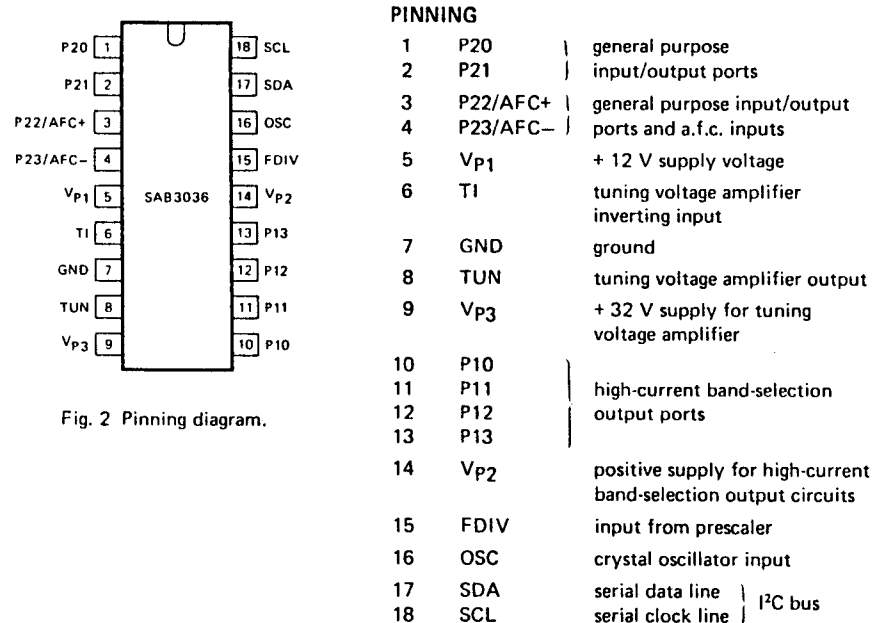 P20 1
P21 2
P22/AFC+ 3
P23/AFC– 4
VP1 5
TI 6
GND 7
TUN 8
VP3 9
SAB3036
18 SCL
17 SDA
16 OSC
15 FDIV
14 VP2
13 P13
12 P12
11 P11
10 P10
Fig. 2 Pinning diagram.
PINNING
1 P20 general purpose
2 P21 input/output ports
3 P22/AFC+ general purpose input/output
4 P23/AFC– ports and a.f.c. inputs
5 VP1 + 12 V supply voltage
6 TI tuning voltage amplifier
inverting input
7 GND ground
8 TUN tuning voltage amplifier output
9 VP3 + 32 V supply for tuning
voltage amplifier
10 P10
11 P11 high-current band-selection
12 P12 output ports
13 P13
14 VP2 positive supply for high-current
band-selection output circuits
15 FDIV input from prescaler
16 OSC crystal oscillator input
17 SDA serial data line
I²C bus
18 SCL serial clock line